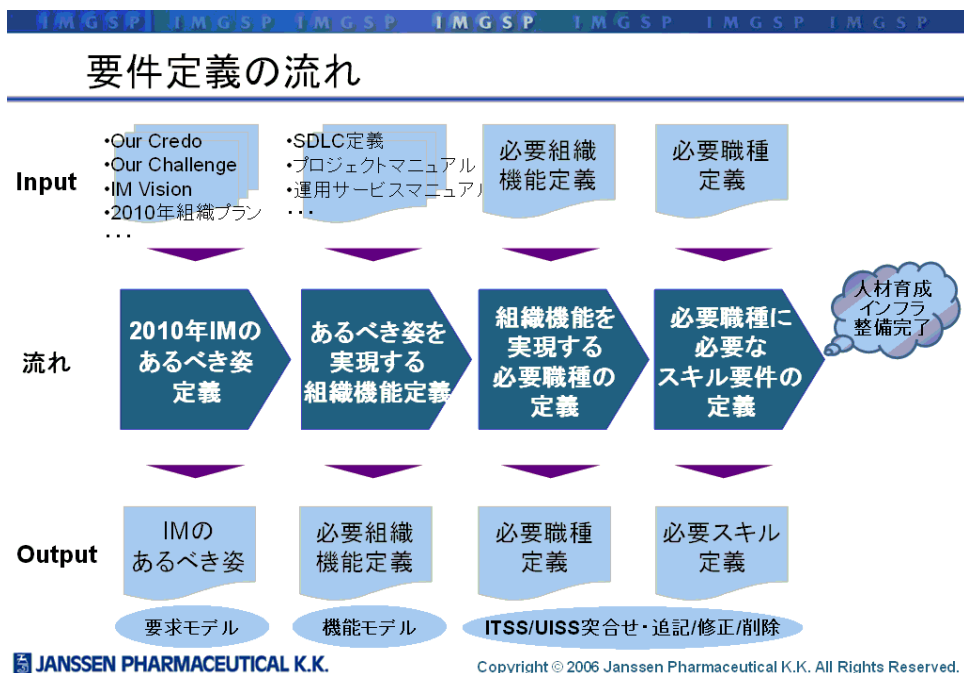 IMGSP IMGSP IMGSP IMGSP IMGSP IMGSP IMGSP
要件定義の流れ
Input
•Our Credo
•Our Challenge
•IM Vision
•2010年組織プラン
・・・
•SDLC定義
•プロジェクトマニュアル
•運用サービスマニュアル
・・・
必要組織
機能定義
必要職種
定義
流れ
2010年IMの
あるべき姿
定義
あるべき姿を
実現する
組織機能定義
組織機能を
実現する
必要職種の
定義
必要職種に
必要な
スキル要件の
定義
人材育成
インフラ
整備完了
Output
IMの
あるべき姿
必要組織
機能定義
必要職種
定義
必要スキル
定義
要求モデル
機能モデル
ITSS/UISS突合せ・追記/修正/削除
JANSSEN PHARMACEUTICAL K.K.
Copyright © 2006 Janssen Pharmaceutical K.K. All Rights Reserved.